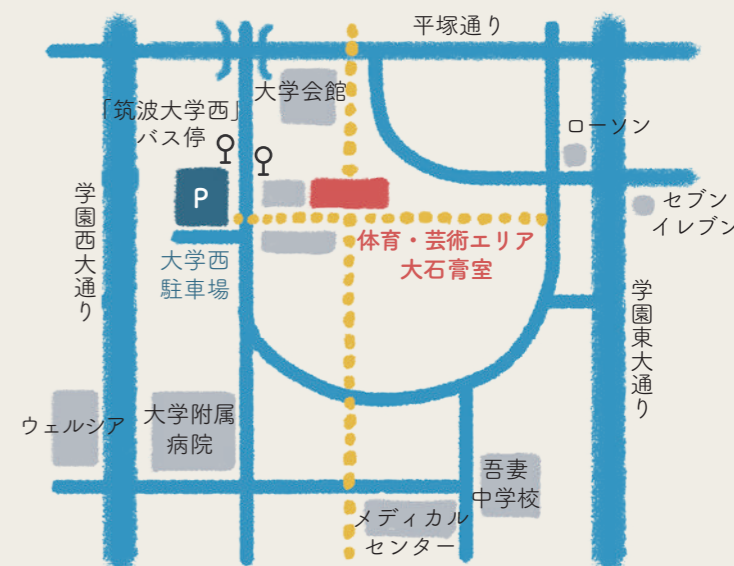 平塚通り
大学会館
「筑波大学西」
バス停
ローソン
P
セブン
イレブン
学園西大通り
体育・芸術エリア
大石膏室
大学西
駐車場
学園東大通り
ウェルシア
大学附属
病院
吾妻
中学校
メディカル
センター